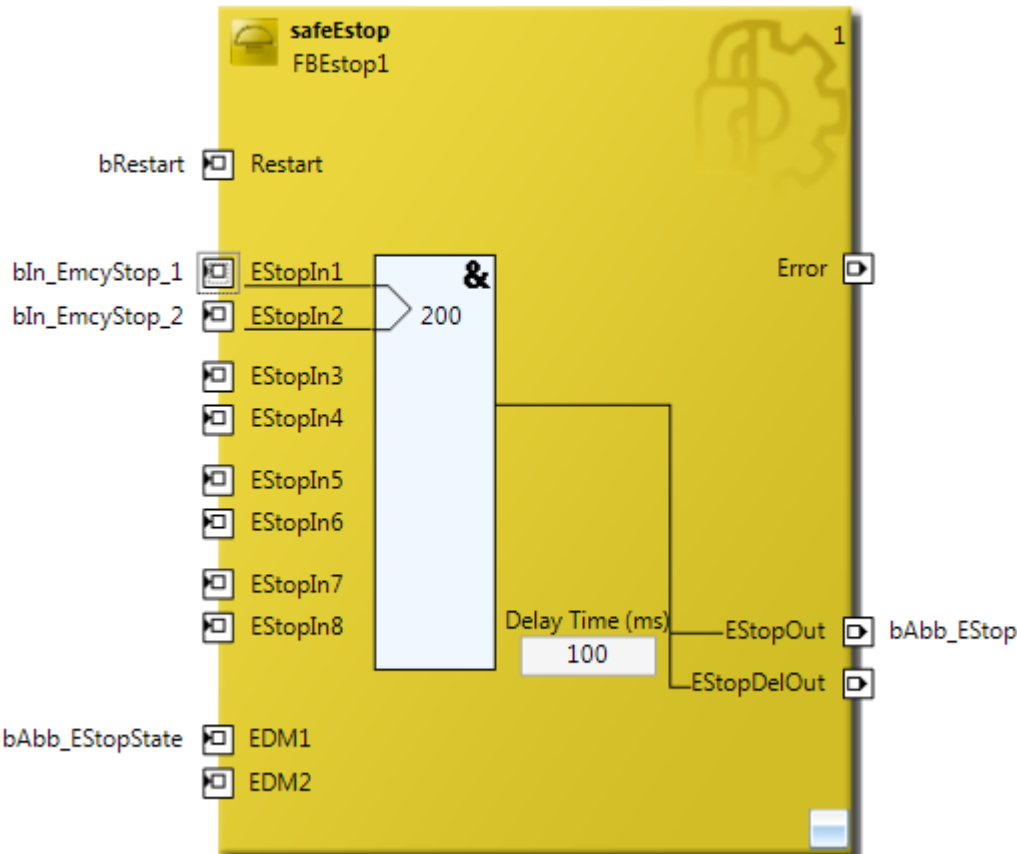 safeEstop
FBEstop1
1
bRestart
Restart
bIn_EmcyStop_1
EStopIn1
&
Error
bIn_EmcyStop_2
EStopIn2
200
EStopIn3
EStopIn4
EStopIn5
EStopIn6
EStopIn7
EStopIn8
Delay Time (ms)
100
EStopOut
bAbb_EStop
EStopDelOut
bAbb_EStopState
EDM1
EDM2